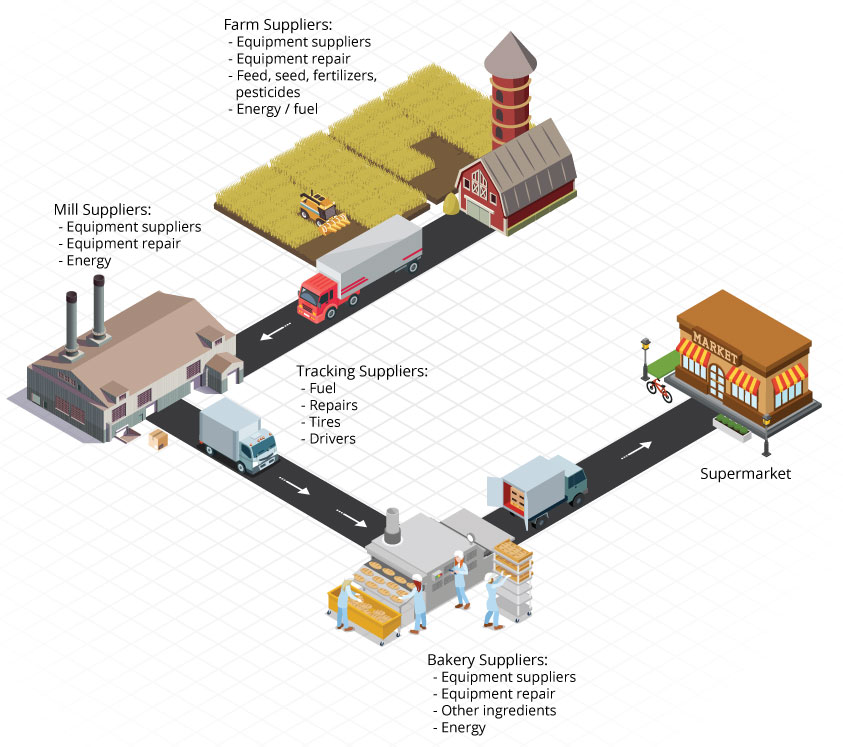 Farm Suppliers:
- Equipment suppliers
- Equipment repair
- Feed, seed, fertilizers,
pesticides
- Energy / fuel
Mill Suppliers:
- Equipment suppliers
- Equipment repair
- Energy
MARKET
Tracking Suppliers:
- Fuel
- Repairs
- Tires
- Drivers
Supermarket
Bakery Suppliers:
- Equipment suppliers
- Equipment repair
- Other ingredients
- Energy